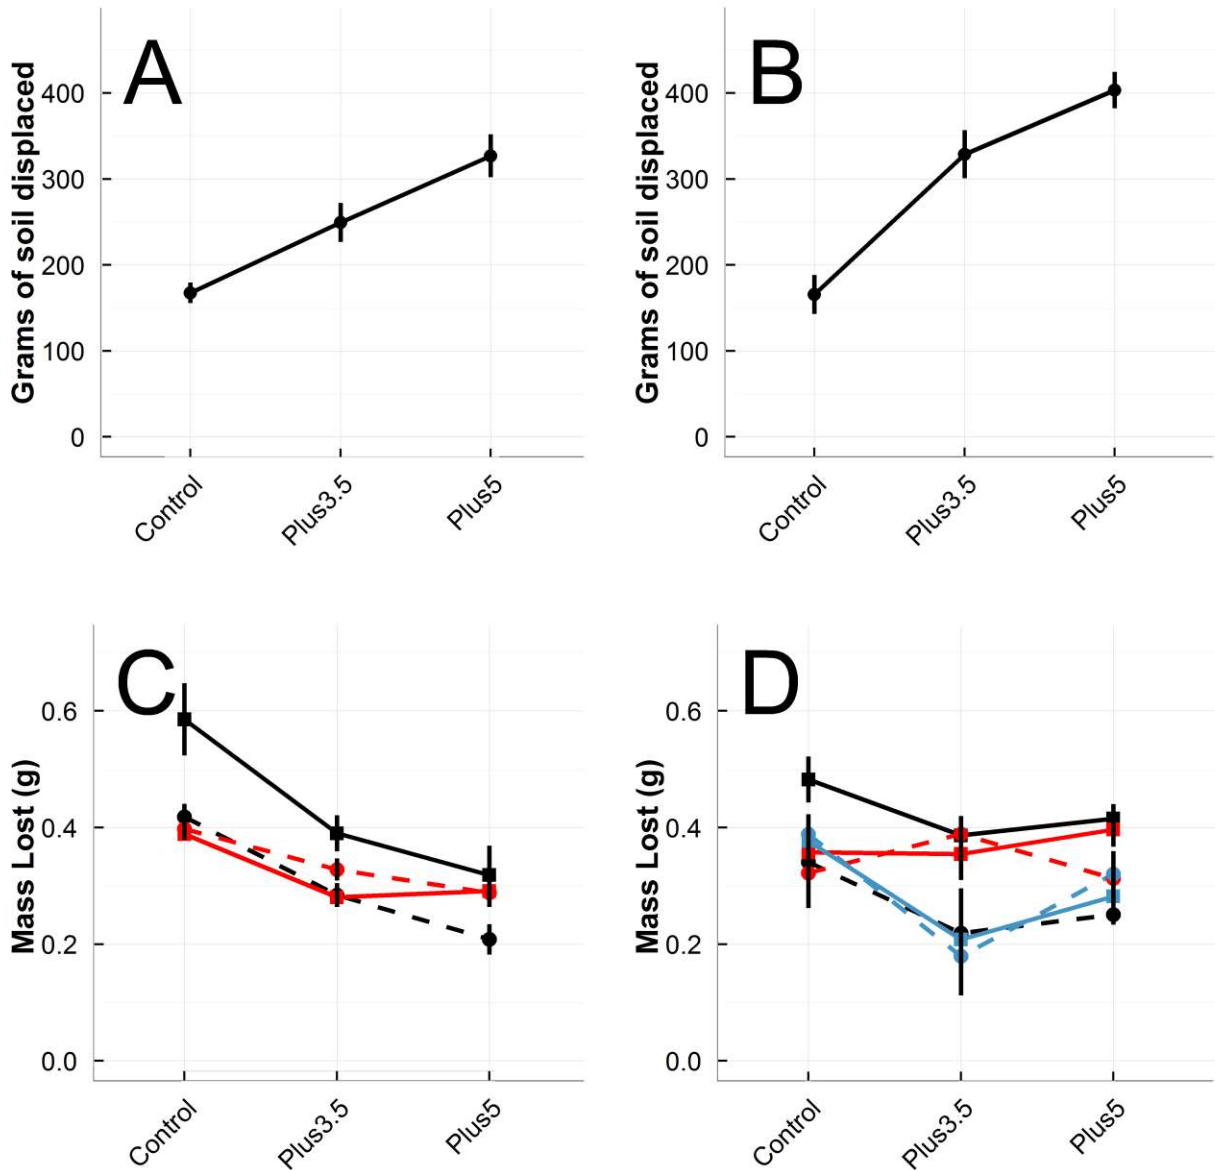 A
Grams of soil displaced
400
300
200
100
0
Control
Plus3.5
Plus5
B
Grams of soil displaced
400
300
200
100
0
Control
Plus3.5
Plus5
C
Mass Lost (g)
0.6
0.4
0.2
0.0
Control
Plus3.5
Plus5
D
Mass Lost (g)
0.6
0.4
0.2
0.0
Control
Plus3.5
Plus5